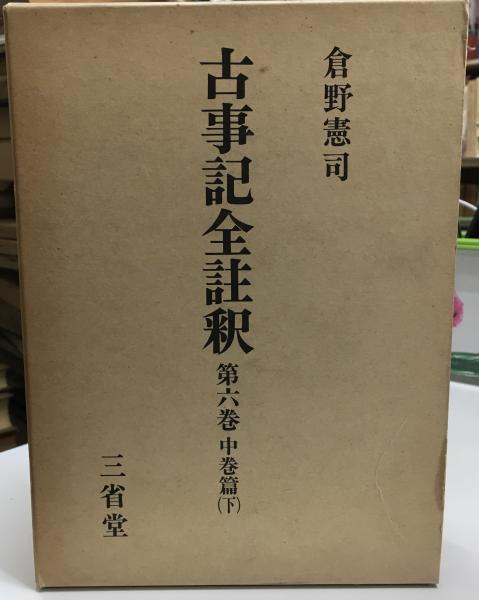 倉野憲司
古事記全註釈 第六巻 中巻篇(下)
三省堂